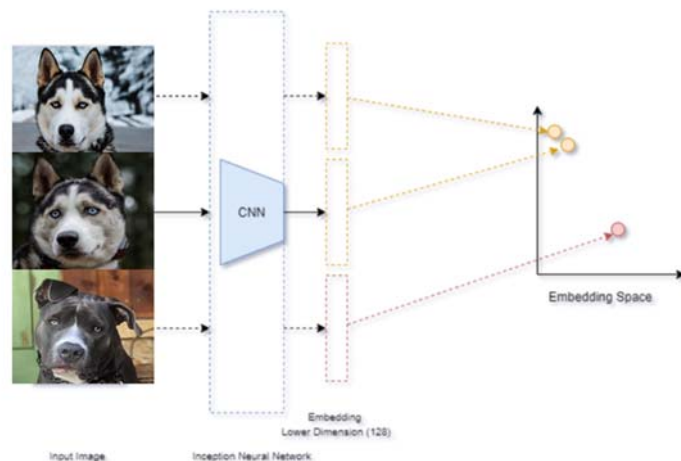 CNN
Embedding Space
Embedding
Lower Dimension (128)
Input Image
Inception Neural Network